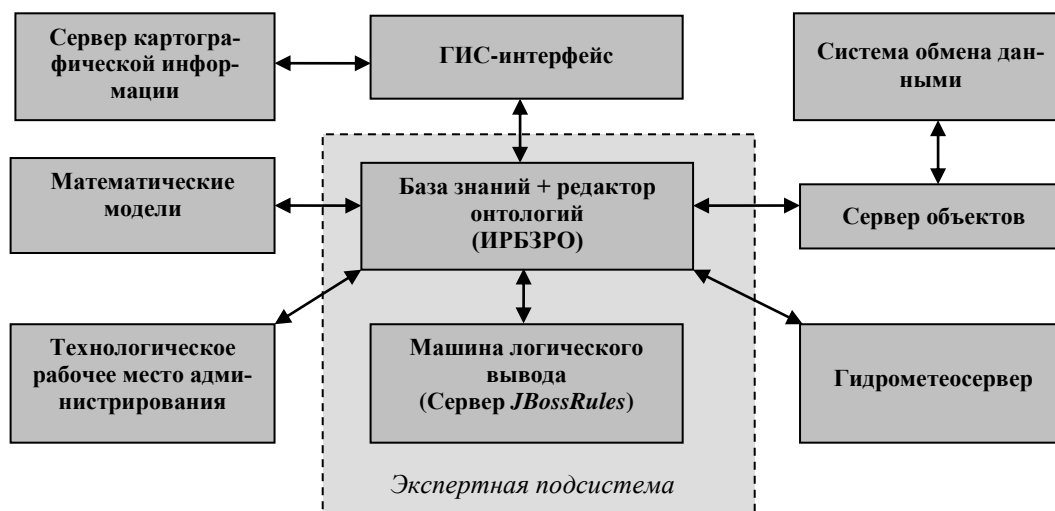 Сервер картогра-
фической инфор-
мации
ГИС-интерфейс
Система обмена дан-
ными
Математические
модели
База знаний + редактор
онтологий
(ИРБЗРО)
Сервер объектов
Технологическое
рабочее место адми-
нистрирования
Машина логического
вывода
(Сервер JBossRules)
Гидрометеосервер
Экспертная подсистема